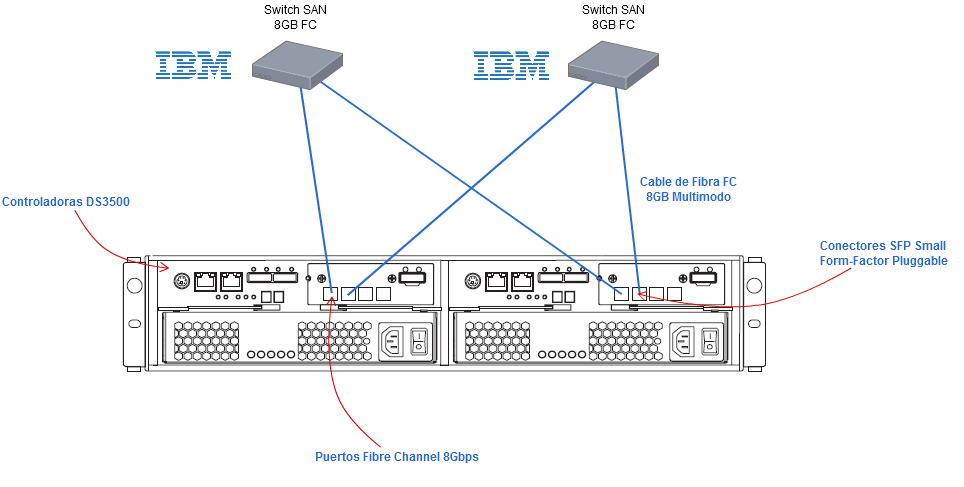 Switch SAN
8GB FC
Switch SAN
8GB FC
IBM
IBM
Cable de Fibra FC
8GB Multimodo
Controladoras DS3500
Conectores SFP Small
Form-Factor Pluggable
Puertos Fibre Channel 8Gbps